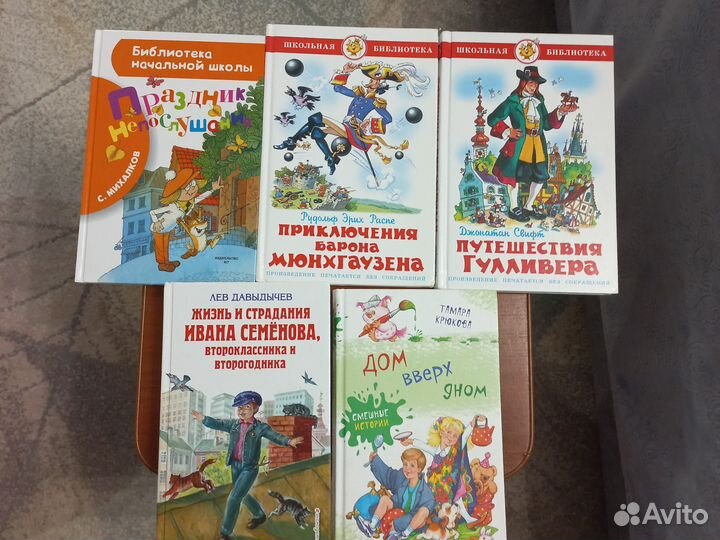 Библиотека
начальной школы
Праздник
Непослушания
С. МИХАЛКОВ
ИЗДАТЕЛЬСТВО
АСТ
ШКОЛЬНАЯ БИБЛИОТЕКА
Рудольф Эрих Распе
ПРИКЛЮЧЕНИЯ
БАРОНА
МЮНХГАУЗЕНА
ПРОИЗВЕДЕНИЕ ПЕЧАТАЕТСЯ БЕЗ СОКРАЩЕНИЙ
ШКОЛЬНАЯ БИБЛИОТЕКА
Джонатан Свифт
ПУТЕШЕСТВИЯ
ГУЛЛИВЕРА
ПРОИЗВЕДЕНИЕ ПЕЧАТАЕТСЯ БЕЗ СОКРАЩЕНИЙ
ЛЕВ ДАВЫДЫЧЕВ
ЖИЗНЬ И СТРАДАНИЯ
ИВАНА СЕМЁНОВА,
ВТОРОКЛАССНИКА И
ВТОРОГОДНИКА
ТАМАРА
КРЮКОВА
ДОМ
ВВЕРХ
ДНОМ
СМЕШНЫЕ
ИСТОРИИ
Avito